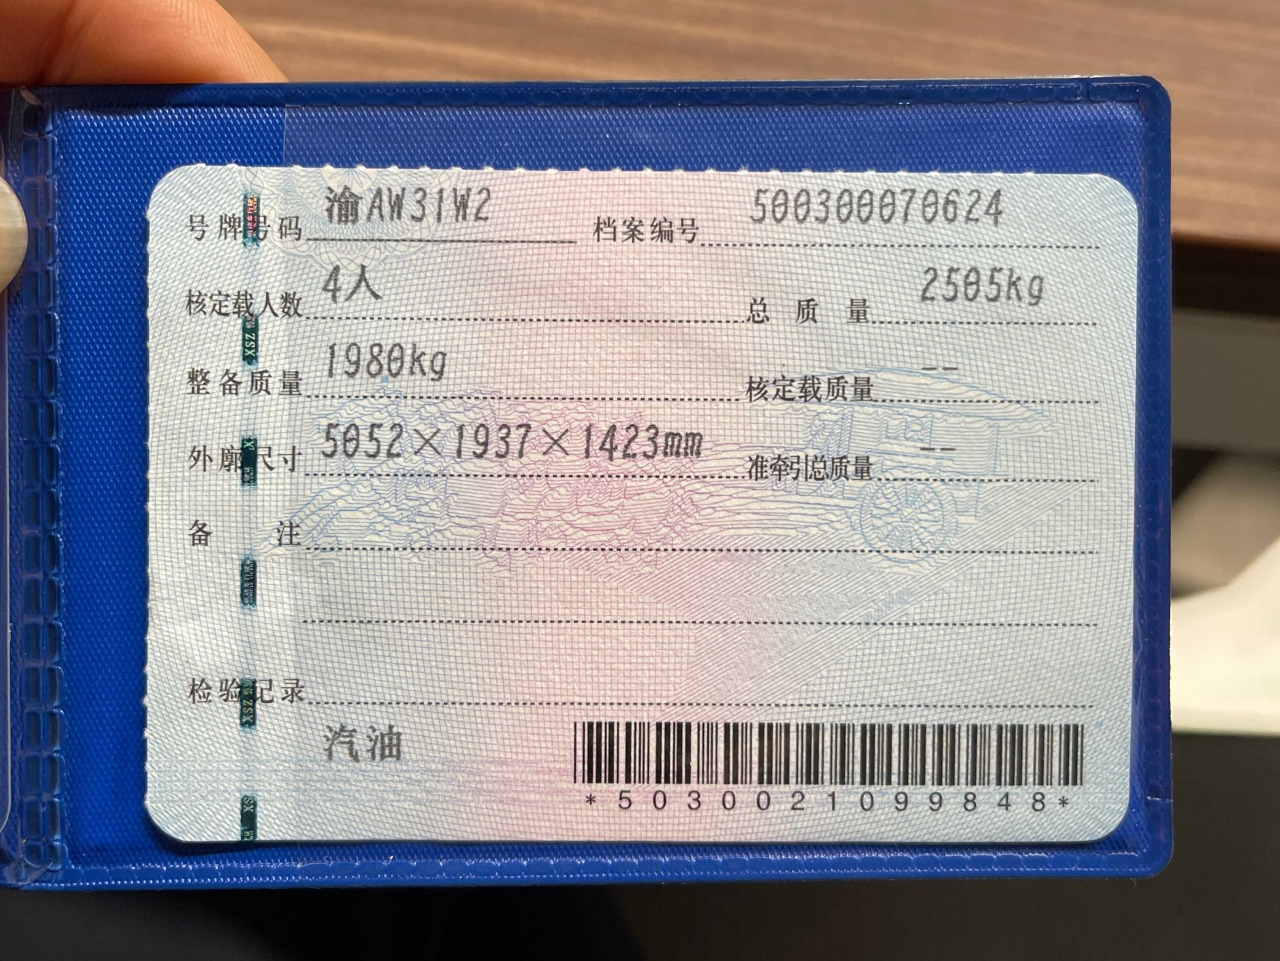 号牌号码 渝AW31W2 档案编号 500300070624
核定载人数 4人 总质量 2505kg
整备质量 1980kg 核定载质量 --
外廓尺寸 5052×1937×1423mm 准牵引总质量 --
备注
检验记录
汽油
*5030021099848*